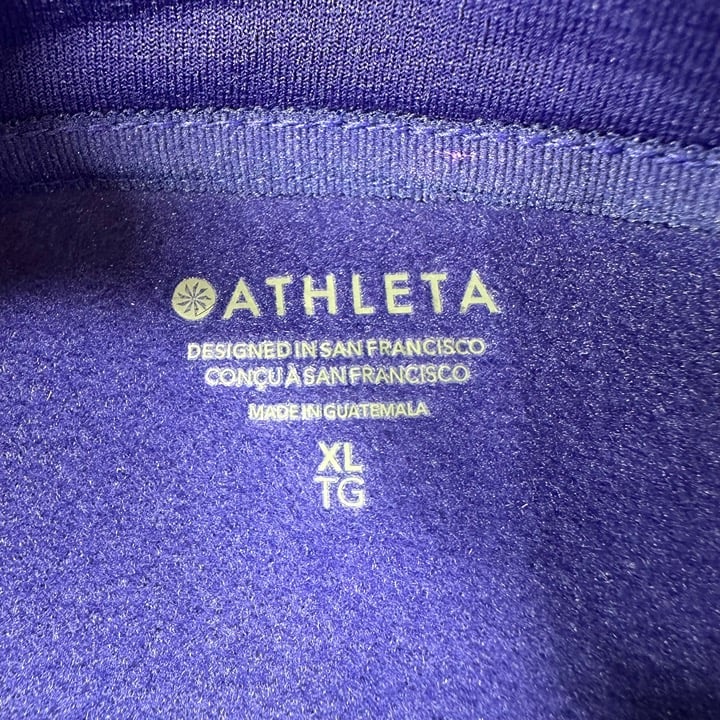 ATHLETA
DESIGNED IN SAN FRANCISCO
CONÇU À SAN FRANCISCO
MADE IN GUATEMALA
XL
TG